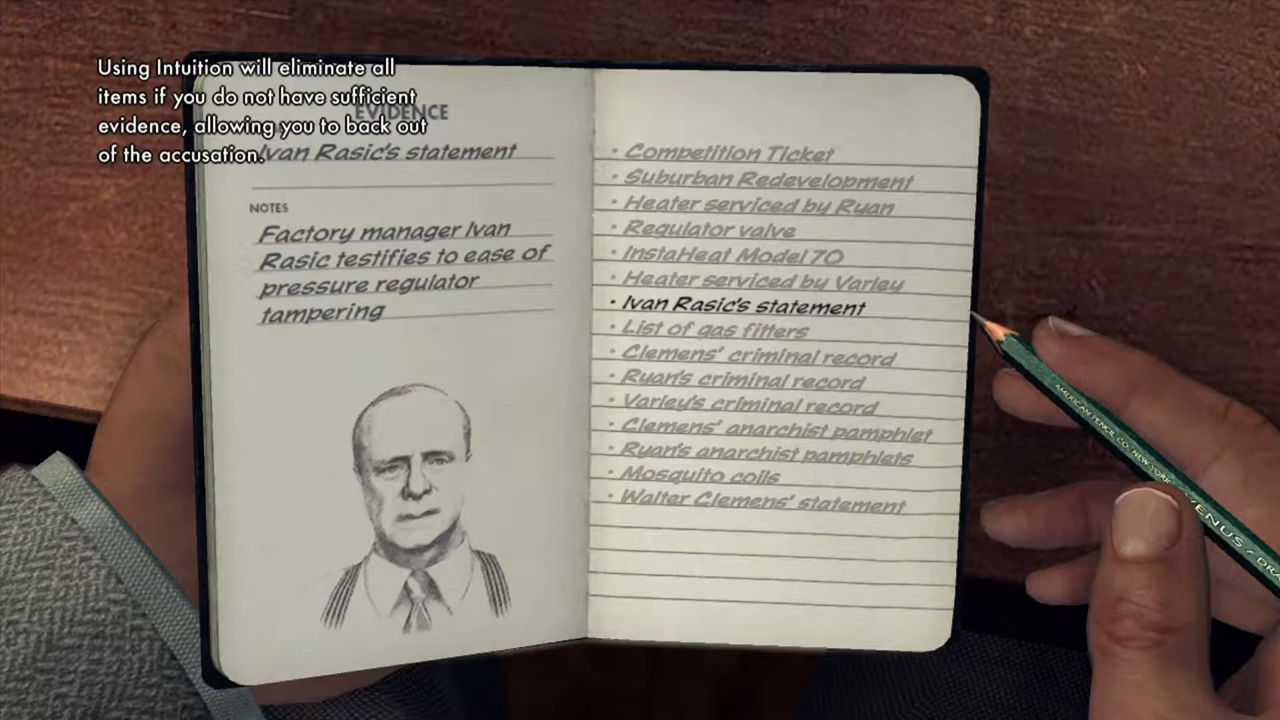 Using Intuition will eliminate all
items if you do not have sufficient
evidence, allowing you to back out
of the accusation.
EVIDENCE
Ivan Rasic's statement
NOTES
Factory manager Ivan
Rasic testifies to ease of
pressure regulator
tampering
• Competition Ticket
• Suburban Redevelopment
• Heater serviced by Ryan
• Regulator valve
• InstaHeat Model 70
• Heater serviced by Varley
• Ivan Rasic's statement
• List of gas fitters
• Clemens' criminal record
• Ryan's criminal record
• Varley's criminal record
• Clemens' anarchist pamphlet
• Ryan's anarchist pamphlets
• Mosquito coils
• Walter Clemens' statement
AMERICAN PENCIL CO. NEW YORK
VENUS / DRA